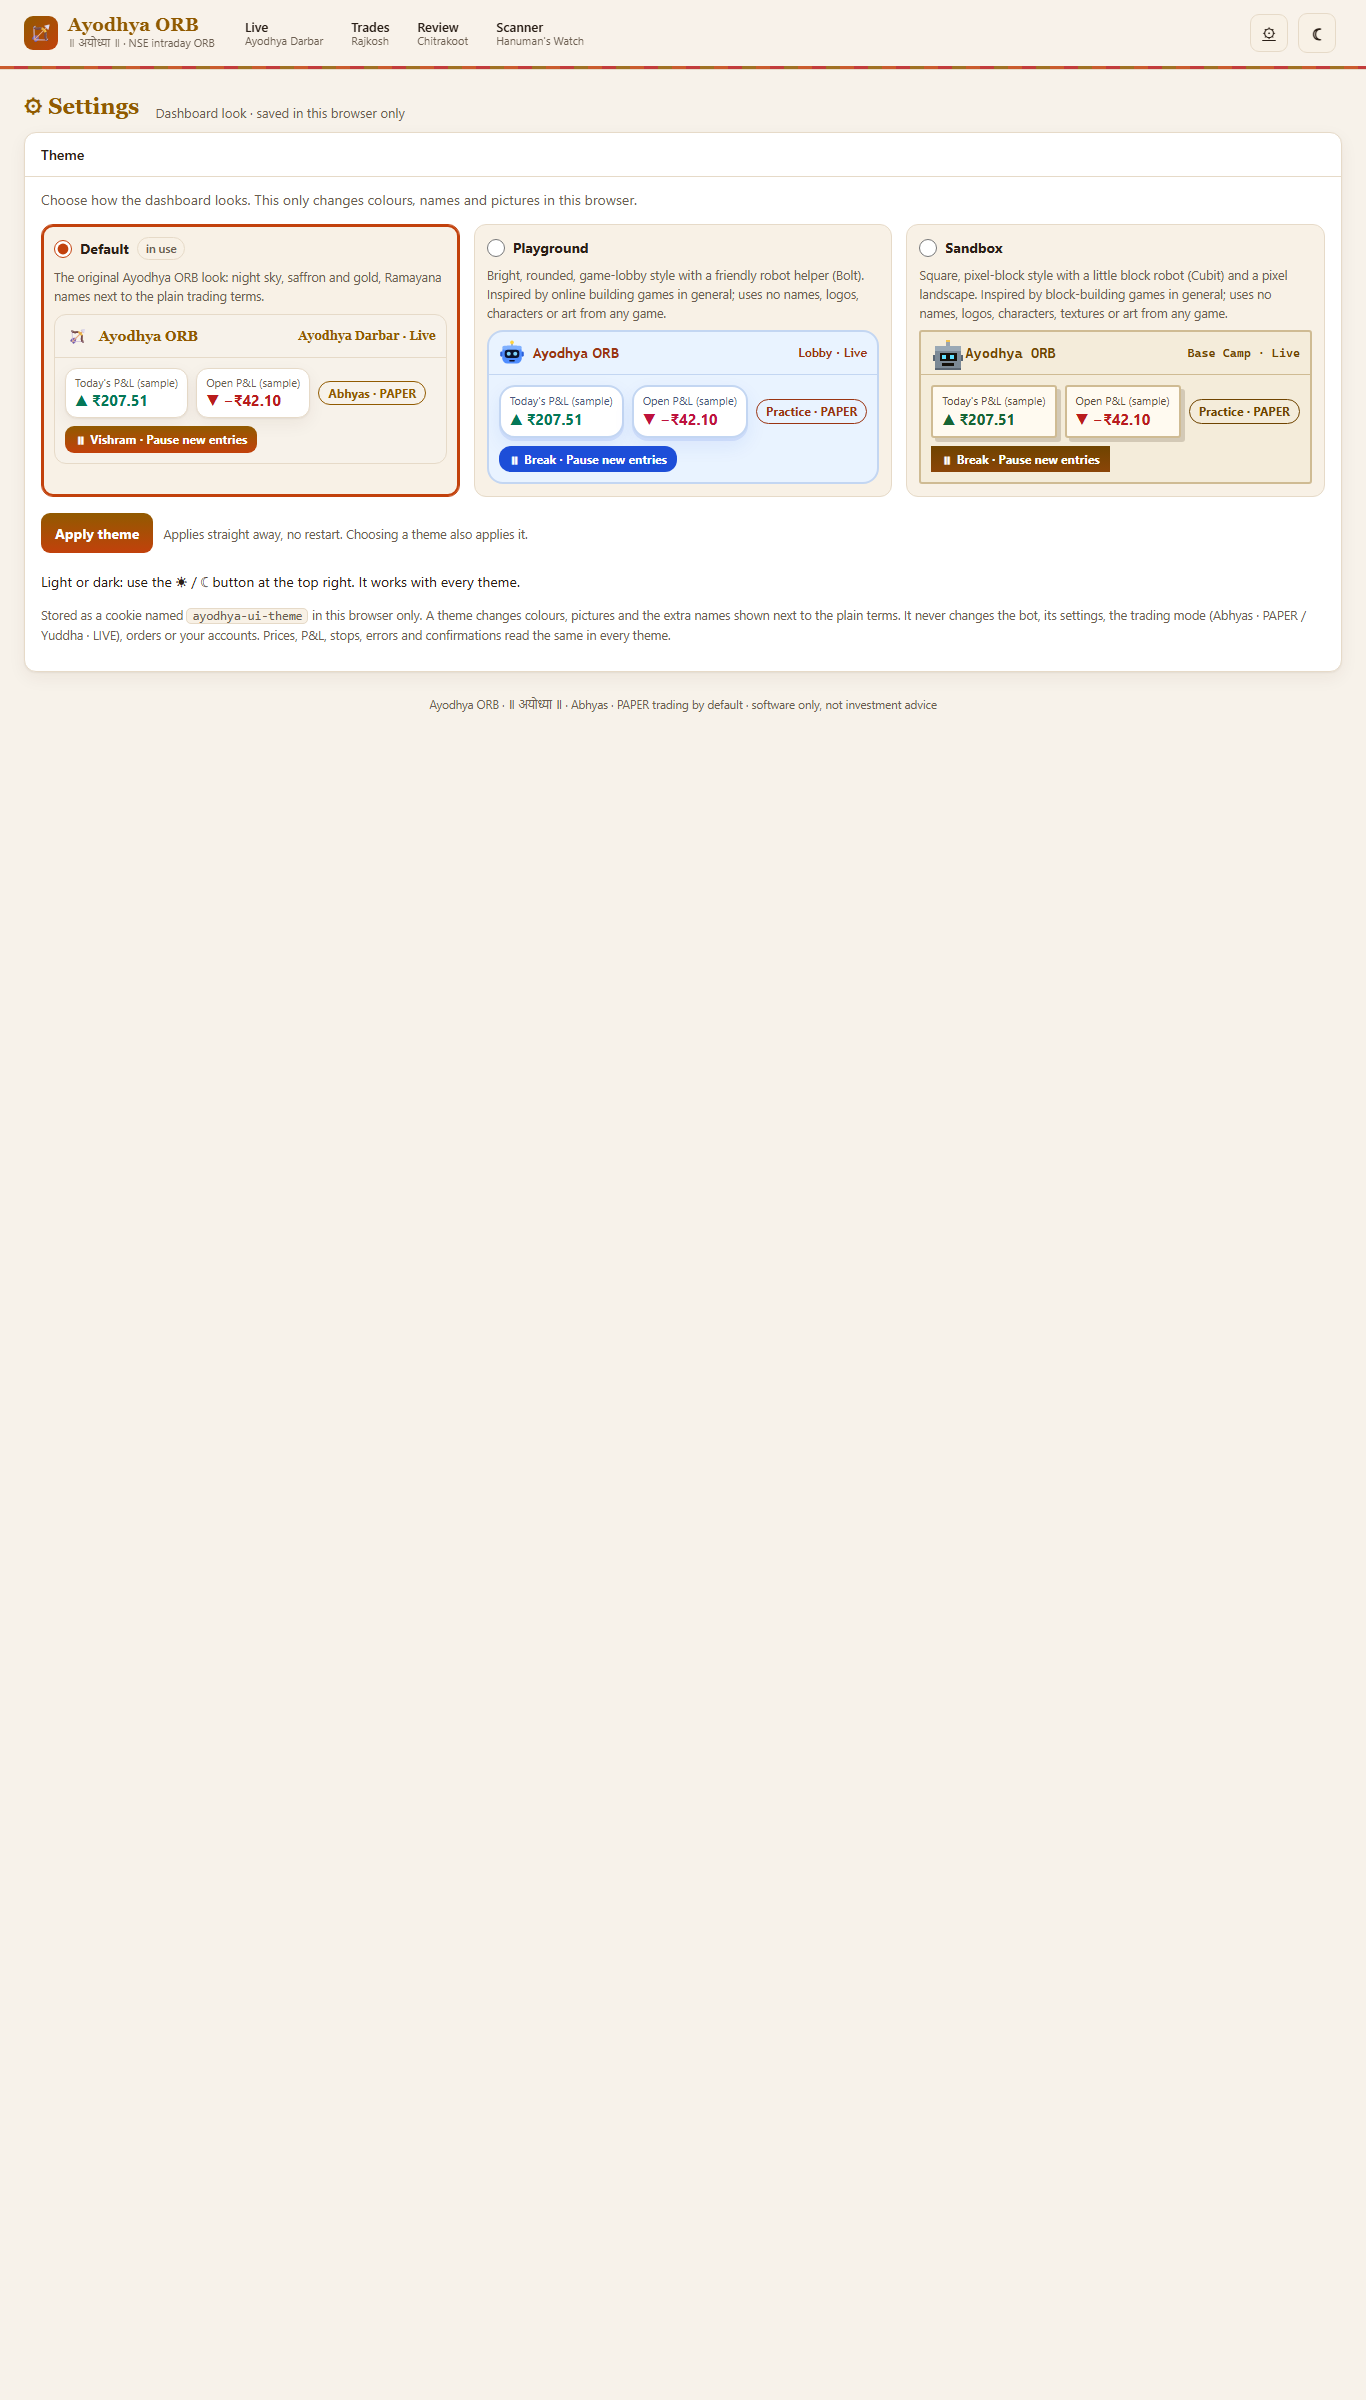 Ayodhya ORB
॥ अयोध्या ॥ · NSE intraday ORB
Live
Ayodhya Darbar
Trades
Rajkosh
Review
Chitrakoot
Scanner
Hanuman's Watch
⚙ Settings
Dashboard look · saved in this browser only
Theme
Choose how the dashboard looks. This only changes colours, names and pictures in this browser.
Default
in use
The original Ayodhya ORB look: night sky, saffron and gold, Ramayana
names next to the plain trading terms.
Ayodhya ORB
Ayodhya Darbar · Live
Today's P&L (sample)
▲ ₹207.51
Open P&L (sample)
▼ −₹42.10
Abhyas · PAPER
⏸ Vishram · Pause new entries
Playground
Bright, rounded, game-lobby style with a friendly robot helper (Bolt).
Inspired by online building games in general; uses no names, logos,
characters or art from any game.
Ayodhya ORB
Lobby · Live
Today's P&L (sample)
▲ ₹207.51
Open P&L (sample)
▼ −₹42.10
Practice · PAPER
⏸ Break · Pause new entries
Sandbox
Square, pixel-block style with a little block robot (Cubit) and a pixel
landscape. Inspired by block-building games in general; uses no
names, logos, characters, textures or art from any game.
Ayodhya ORB
Base Camp · Live
Today's P&L (sample)
▲ ₹207.51
Open P&L (sample)
▼ −₹42.10
Practice · PAPER
⏸ Break · Pause new entries
Apply theme
Applies straight away, no restart. Choosing a theme also applies it.
Light or dark: use the ☀ / ☾ button at the top right. It works with every theme.
Stored as a cookie named ayodhya-ui-theme in this browser only. A theme changes colours, pictures and the extra names shown next to the plain terms. It never changes the bot, its settings, the trading mode (Abhyas · PAPER /
Yuddha · LIVE), orders or your accounts. Prices, P&L, stops, errors and confirmations read the same in every theme.
Ayodhya ORB · ॥ अयोध्या ॥ · Abhyas · PAPER trading by default · software only, not investment advice